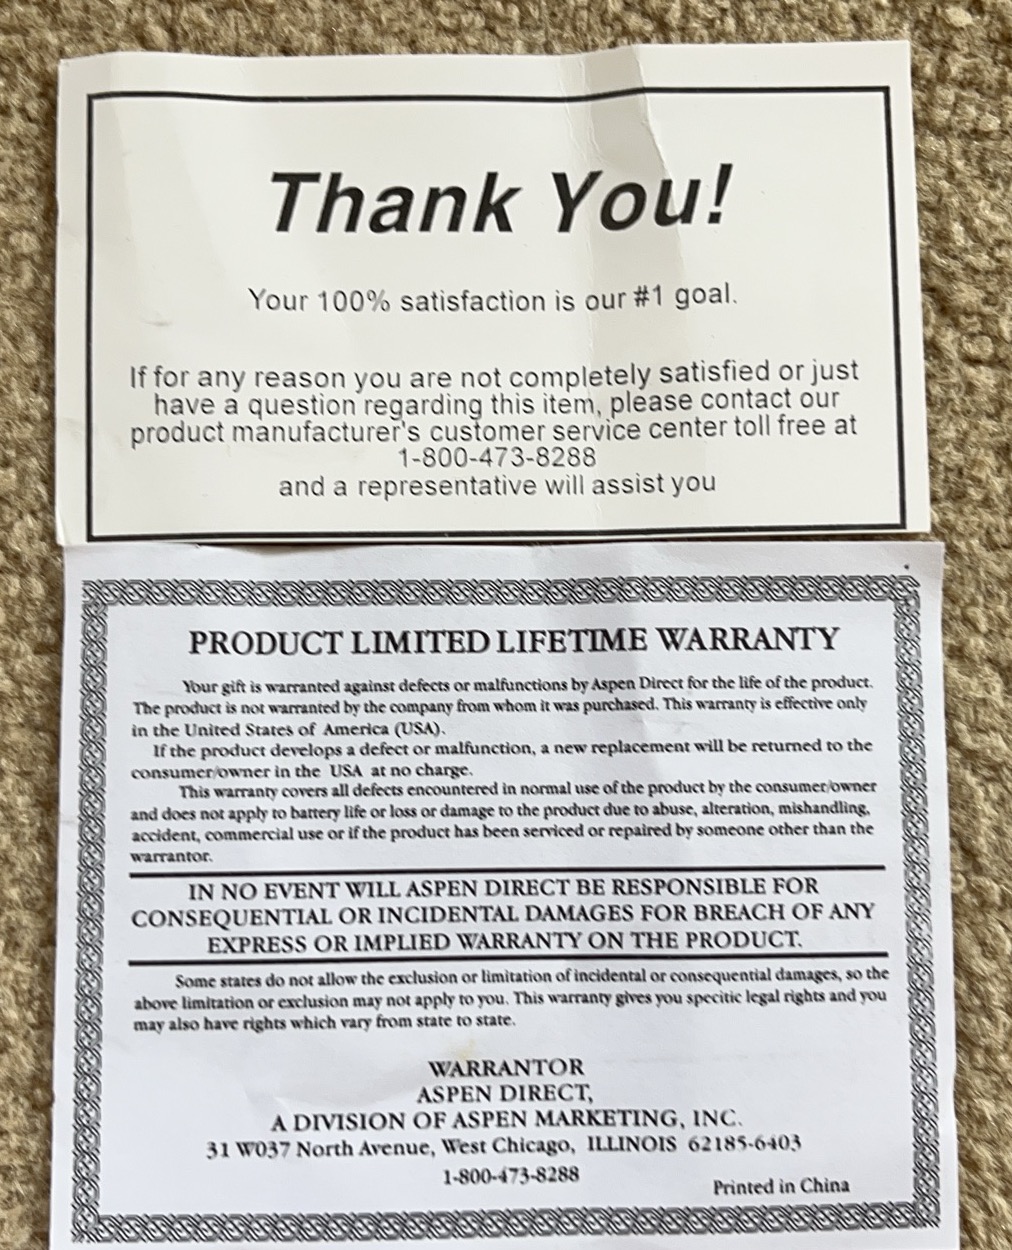 Thank You!
Your 100% satisfaction is our #1 goal.
If for any reason you are not completely satisfied or just
have a question regarding this item, please contact our
product manufacturer's customer service center toll free at
1-800-473-8288
and a representative will assist you
PRODUCT LIMITED LIFETIME WARRANTY
Your gift is warranted against defects or malfunctions by Aspen Direct for the life of the product.
The product is not warranted by the company from whom it was purchased. This warranty is effective only
in the United States of America (USA).
If the product develops a defect or malfunction, a new replacement will be returned to the
consumer/owner in the USA at no charge.
This warranty covers all defects encountered in normal use of the product by the consumer/owner
and does not apply to battery life or loss or damage to the product due to abuse, alteration, mishandling,
accident, commercial use or if the product has been serviced or repaired by someone other than the
warrantor.
IN NO EVENT WILL ASPEN DIRECT BE RESPONSIBLE FOR
CONSEQUENTIAL OR INCIDENTAL DAMAGES FOR BREACH OF ANY
EXPRESS OR IMPLIED WARRANTY ON THE PRODUCT.
Some states do not allow the exclusion or limitation of incidental or consequential damages, so the
above limitation or exclusion may not apply to you. This warranty gives you specitic legal rights and you
may also have rights which vary from state to state.
WARRANTOR
ASPEN DIRECT,
A DIVISION OF ASPEN MARKETING, INC.
31 W037 North Avenue, West Chicago, ILLINOIS 62185-6403
1-800-473-8288
Printed in China